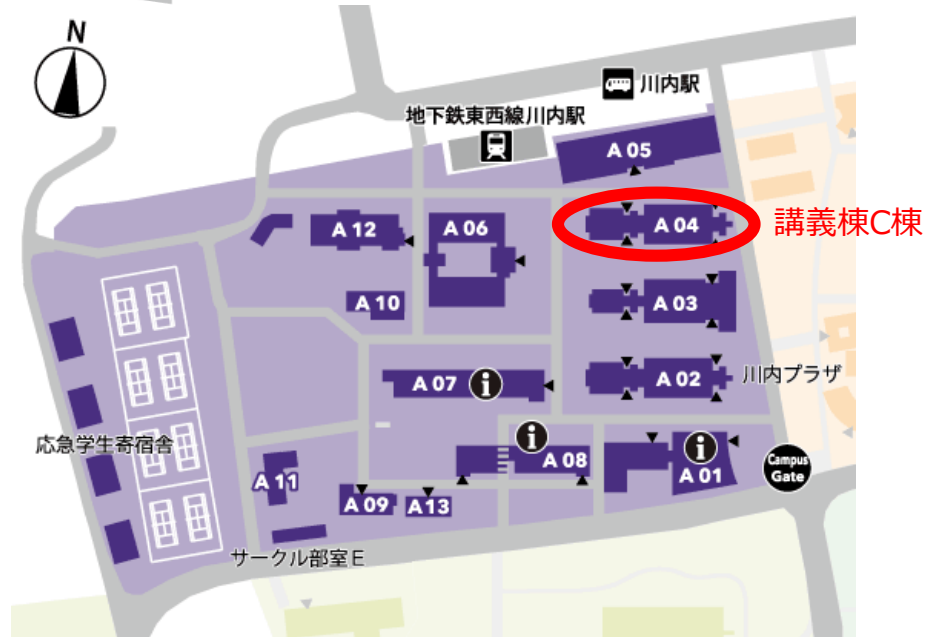 N
川内駅
地下鉄東西線川内駅
A 05
A 12
A 06
A 04
講義棟C棟
A 10
A 03
A 07
i
A 02
川内プラザ
応急学生寄宿舎
i
A 08
i
A 01
Campus
Gate
A 11
A 09
A 13
サークル部室E